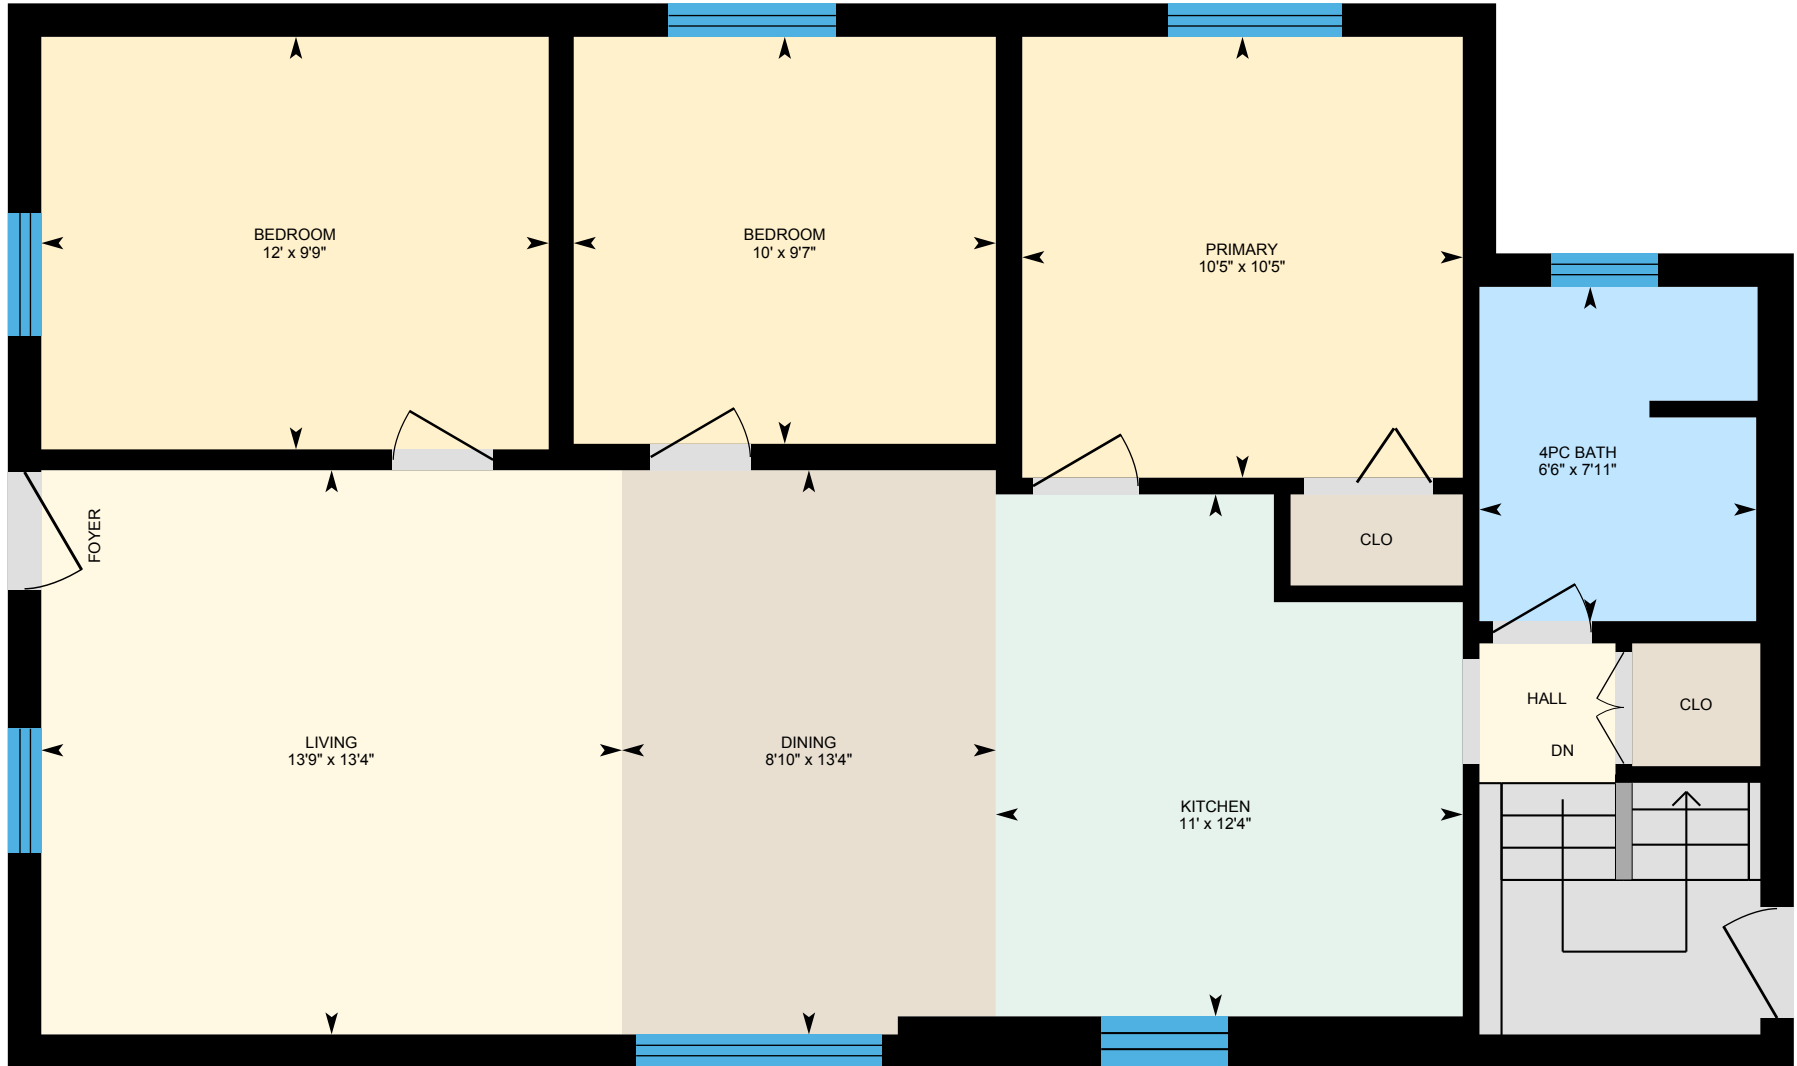 BEDROOM
12' x 9'9"
BEDROOM
10' x 9'7"
PRIMARY
10'5" x 10'5"
4PC BATH
6'6" x 7'11"
FOYER
CLO
HALL
CLO
DN
LIVING
13'9" x 13'4"
DINING
8'10" x 13'4"
KITCHEN
11' x 12'4"